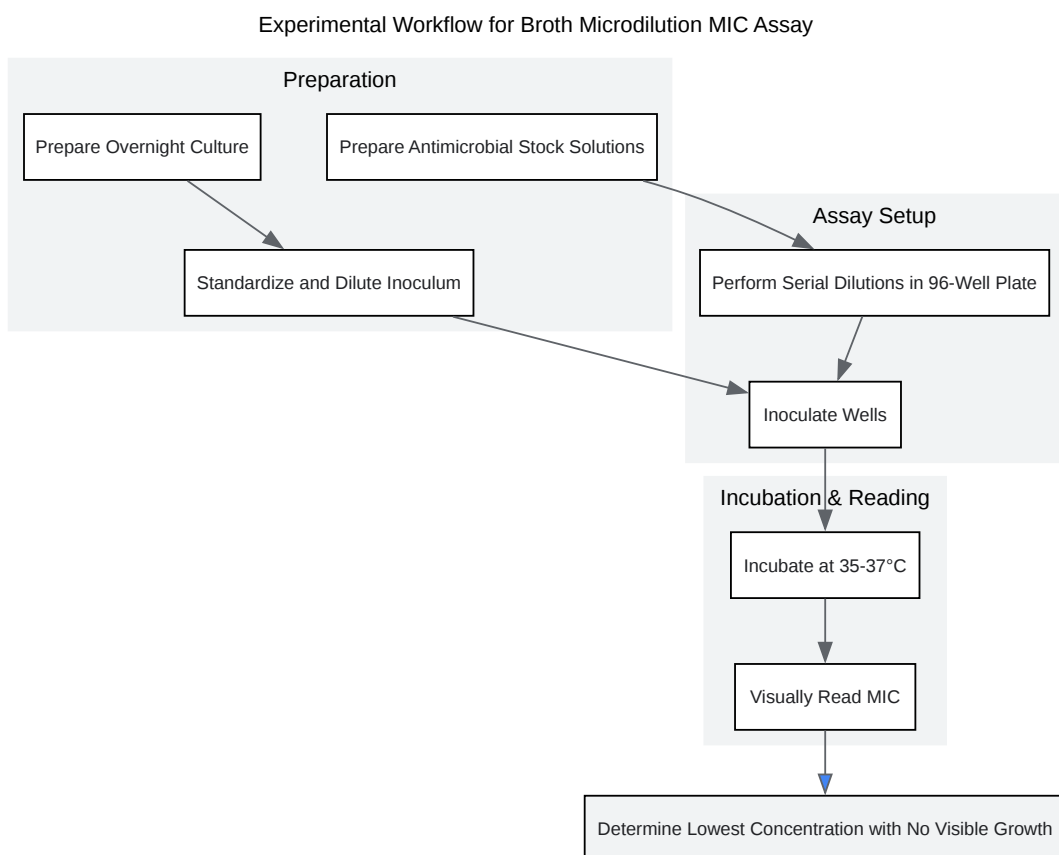 Experimental Workflow for Broth Microdilution MIC Assay
Preparation
Prepare Overnight Culture
Prepare Antimicrobial Stock Solutions
Assay Setup
Standardize and Dilute Inoculum
Perform Serial Dilutions in 96-Well Plate
Inoculate Wells
Incubation & Reading
Incubate at 35-37°C
Visually Read MIC
Determine Lowest Concentration with No Visible Growth